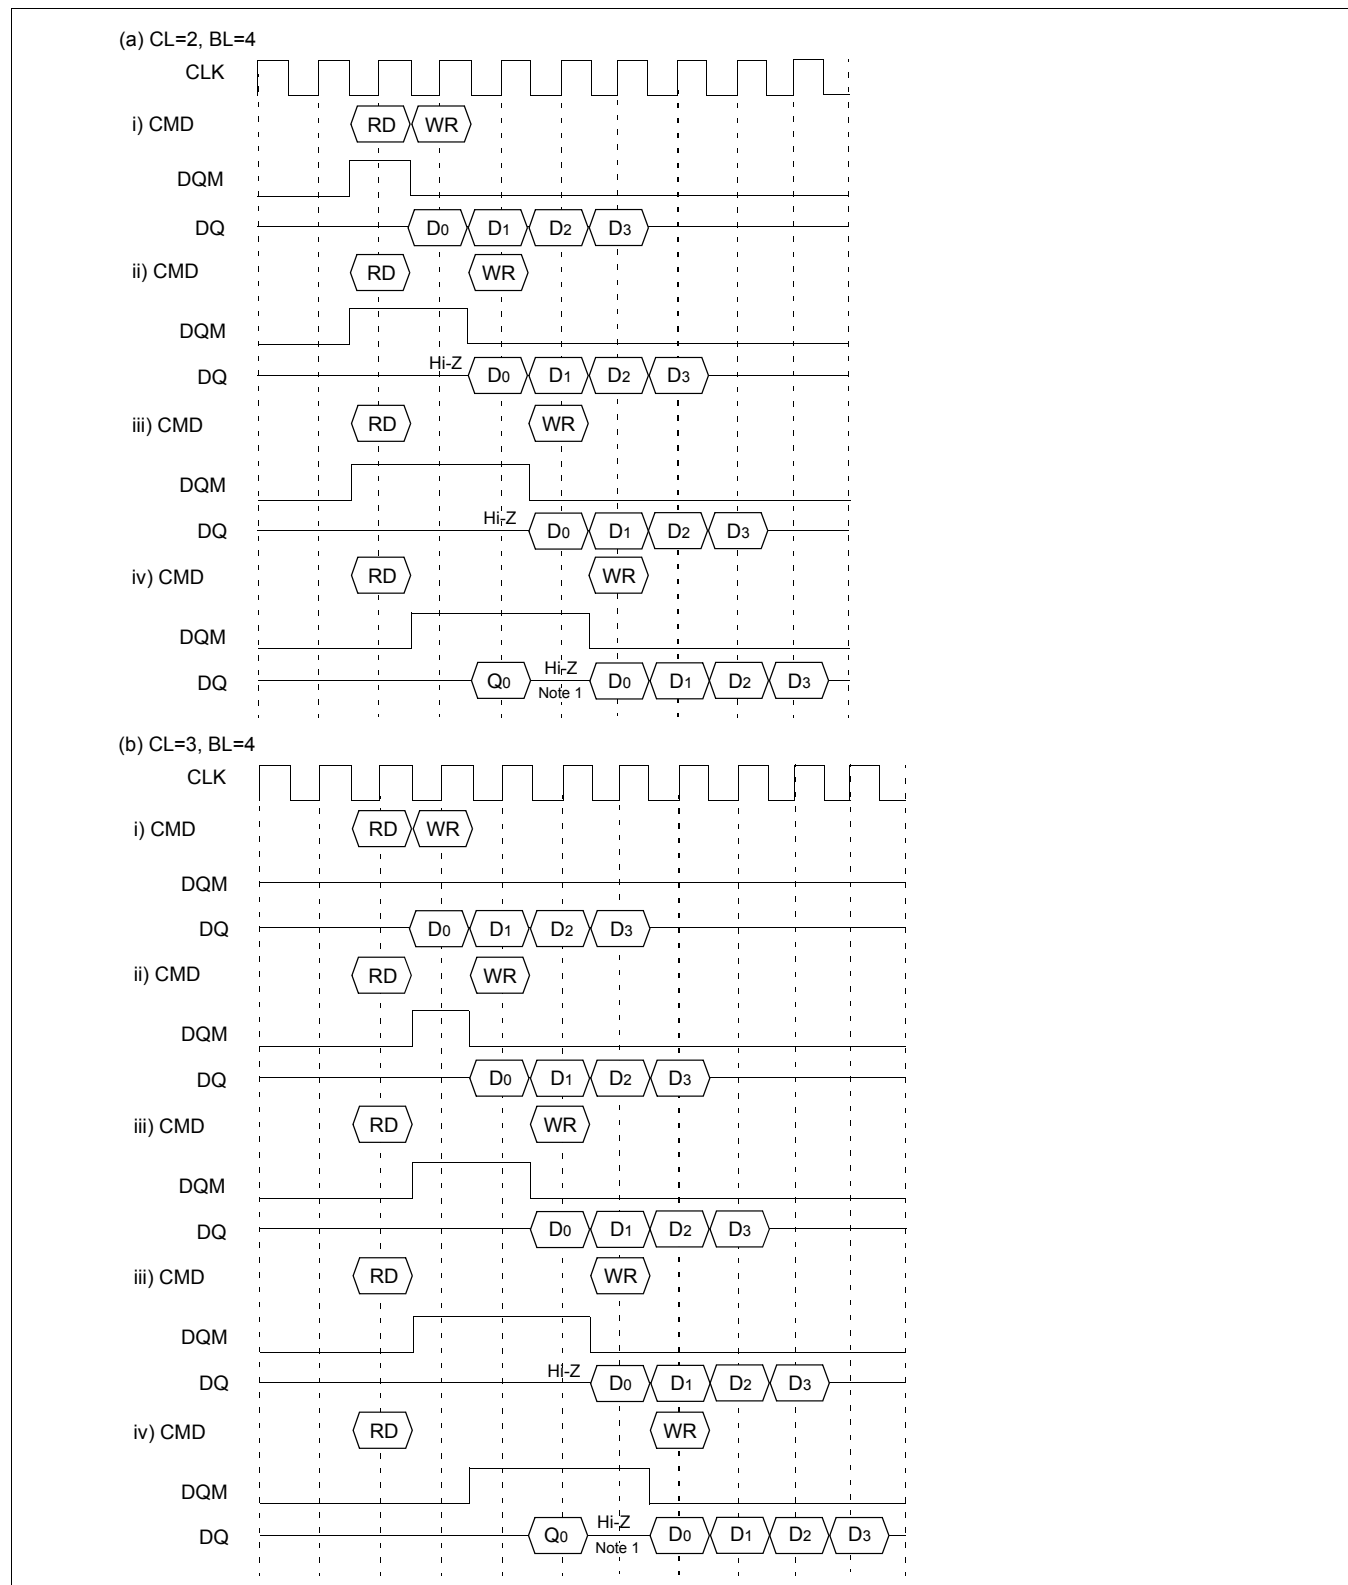 (a) CL=2, BL=4
CLK
i) CMD RD WR
DQM
DQ D0 D1 D2 D3
ii) CMD RD WR
DQM
DQ Hi-Z D0 D1 D2 D3
iii) CMD RD WR
DQM
DQ Hi-Z D0 D1 D2 D3
iv) CMD RD WR
DQM
DQ Q0 Hi-Z D0 D1 D2 D3
Note 1
(b) CL=3, BL=4
CLK
i) CMD RD WR
DQM
DQ D0 D1 D2 D3
ii) CMD RD WR
DQM
DQ D0 D1 D2 D3
iii) CMD RD WR
DQM
DQ D0 D1 D2 D3
iii) CMD RD WR
DQM
DQ Hi-Z D0 D1 D2 D3
iv) CMD RD WR
DQM
DQ Q0 Hi-Z D0 D1 D2 D3
Note 1